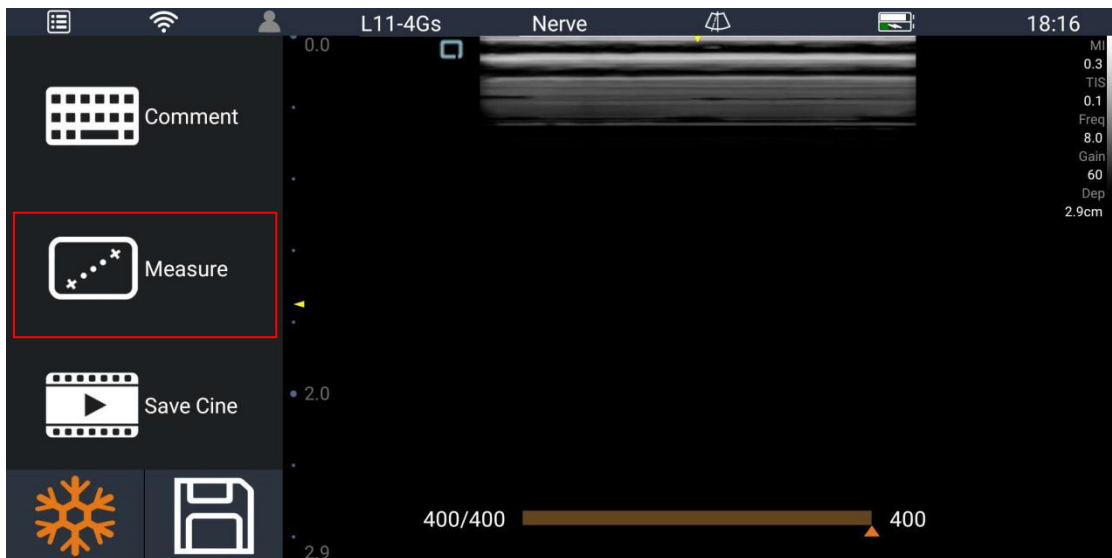 L11-4Gs Nerve 18:16
0.0
MI
0.3
TIS
0.1
Freq
8.0
Gain
60
Dep
2.9cm
Comment
Measure
Save Cine
2.0
400/400 400
2.9